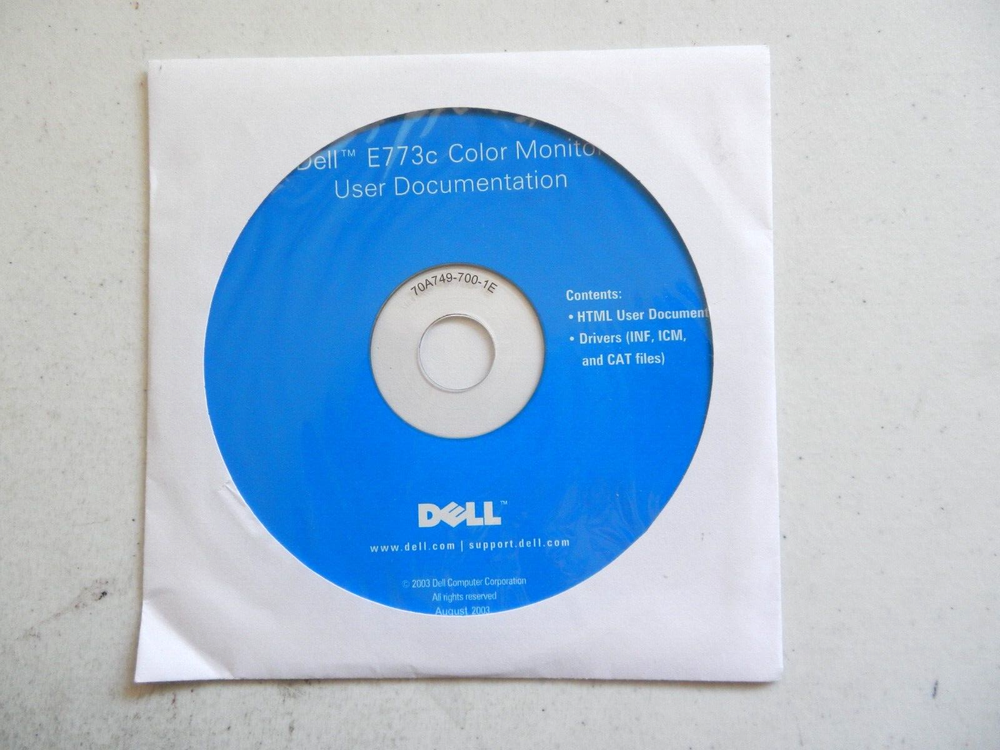 Dell™ E773c Color Monitor
User Documentation
70A749-700-1E
Contents:
• HTML User Document
• Drivers (INF, ICM,
and CAT files)
DELL™
www.dell.com | support.dell.com
© 2003 Dell Computer Corporation
All rights reserved
August 2003